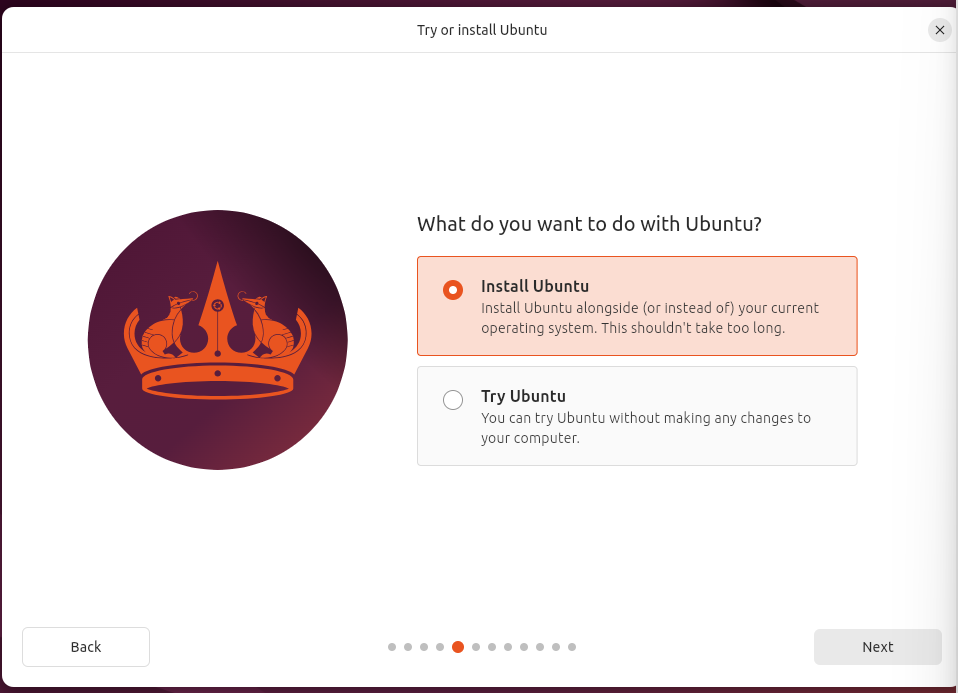 Try or install Ubuntu
What do you want to do with Ubuntu?
Install Ubuntu
Install Ubuntu alongside (or instead of) your current
operating system. This shouldn't take too long.
Try Ubuntu
You can try Ubuntu without making any changes to
your computer.
Back
Next